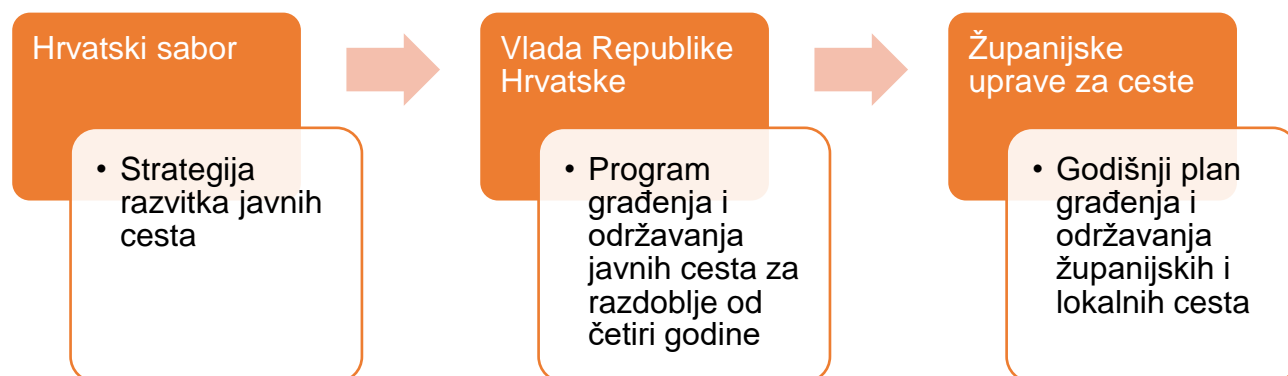 Hrvatski sabor
• Strategija
razvitka javnih
cesta
Vlada Republike
Hrvatske
• Program
građenja i
održavanja
javnih cesta za
razdoblje od
četiri godine
Županijske
uprave za ceste
• Godišnji plan
građenja i
održavanja
županijskih i
lokalnih cesta